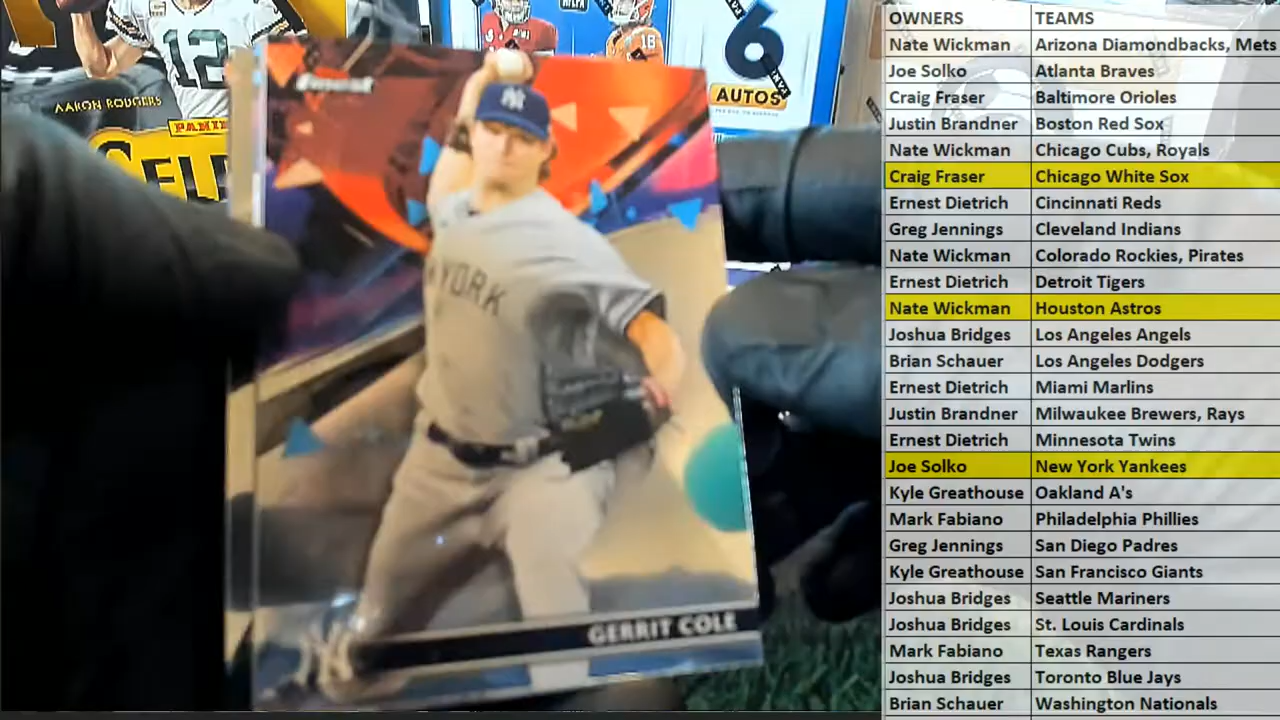 12
AARON RODGERS
PANINI
SELE
18
6
AUTOS
Finest
NY
YORK
GERRIT COLE
OWNERS TEAMS
Nate Wickman Arizona Diamondbacks, Mets
Joe Solko Atlanta Braves
Craig Fraser Baltimore Orioles
Justin Brandner Boston Red Sox
Nate Wickman Chicago Cubs, Royals
Craig Fraser Chicago White Sox
Ernest Dietrich Cincinnati Reds
Greg Jennings Cleveland Indians
Nate Wickman Colorado Rockies, Pirates
Ernest Dietrich Detroit Tigers
Nate Wickman Houston Astros
Joshua Bridges Los Angeles Angels
Brian Schauer Los Angeles Dodgers
Ernest Dietrich Miami Marlins
Justin Brandner Milwaukee Brewers, Rays
Ernest Dietrich Minnesota Twins
Joe Solko New York Yankees
Kyle Greathouse Oakland A's
Mark Fabiano Philadelphia Phillies
Greg Jennings San Diego Padres
Kyle Greathouse San Francisco Giants
Joshua Bridges Seattle Mariners
Joshua Bridges St. Louis Cardinals
Mark Fabiano Texas Rangers
Joshua Bridges Toronto Blue Jays
Brian Schauer Washington Nationals